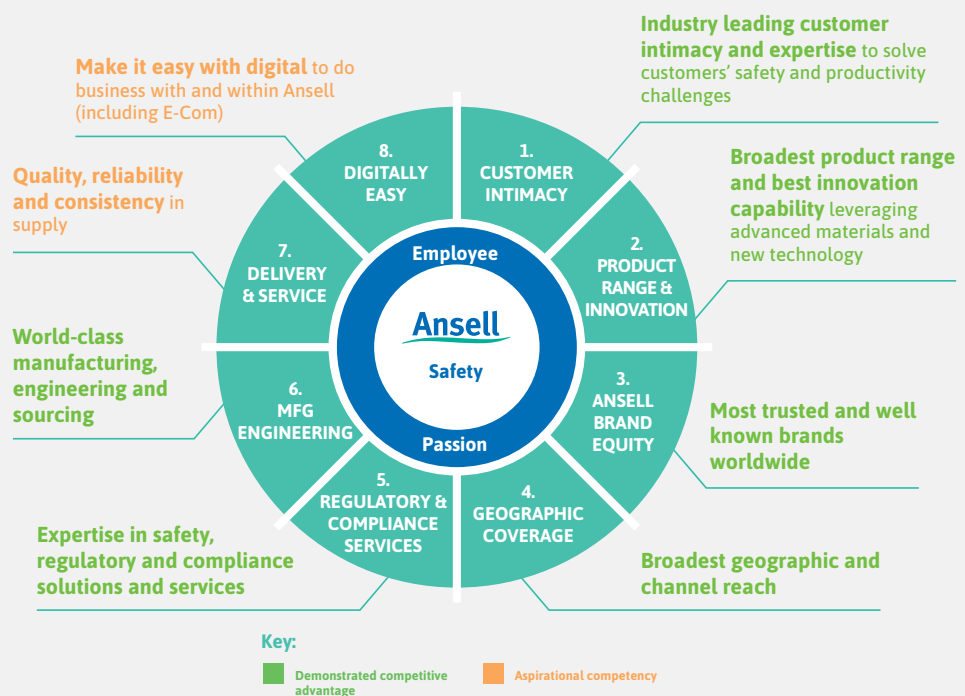 Industry leading customer
intimacy and expertise to solve
customers' safety and productivity
challenges
Make it easy with digital to do
business with and within Ansell
(including E-Com)
Broadest product range
and best innovation
capability leveraging
advanced materials and
new technology
Quality, reliability
and consistency in
supply
World-class
manufacturing,
engineering and
sourcing
Most trusted and well
known brands
worldwide
Expertise in safety,
regulatory and compliance
solutions and services
Broadest geographic and
channel reach
1.
CUSTOMER
INTIMACY
2.
PRODUCT
RANGE &
INNOVATION
3.
ANSELL
BRAND
EQUITY
4.
GEOGRAPHIC
COVERAGE
5.
REGULATORY &
COMPLIANCE
SERVICES
6.
MFG
ENGINEERING
7.
DELIVERY
& SERVICE
8.
DIGITALLY
EASY
Employee
Ansell
Safety
Passion
Key:
Demonstrated competitive
advantage
Aspirational competency